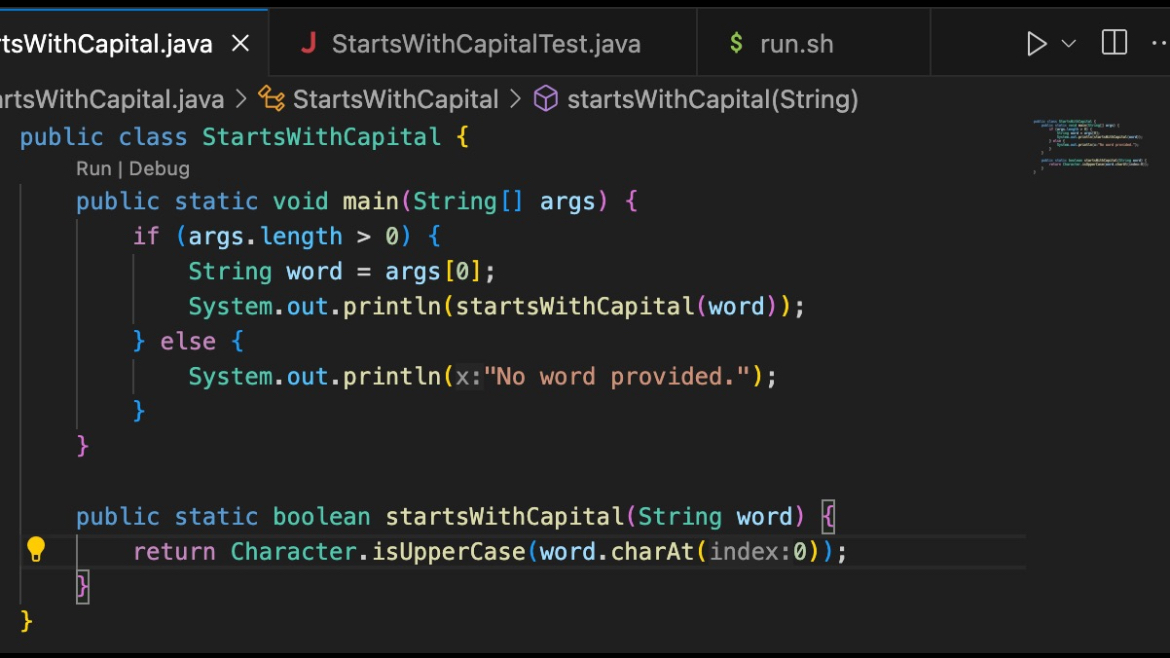 rtsWithCapital.java
StartsWithCapitalTest.java
$ run.sh
artsWithCapital.java > StartsWithCapital > startsWithCapital(String)
public class StartsWithCapital {
Run | Debug
public static void main(String[] args) {
if (args.length > 0) {
String word = args[0];
System.out.println(startsWithCapital(word));
} else {
System.out.println(x:"No word provided.");
}
}
public static boolean startsWithCapital(String word) {
return Character.isUpperCase(word.charAt(index:0));
}
}